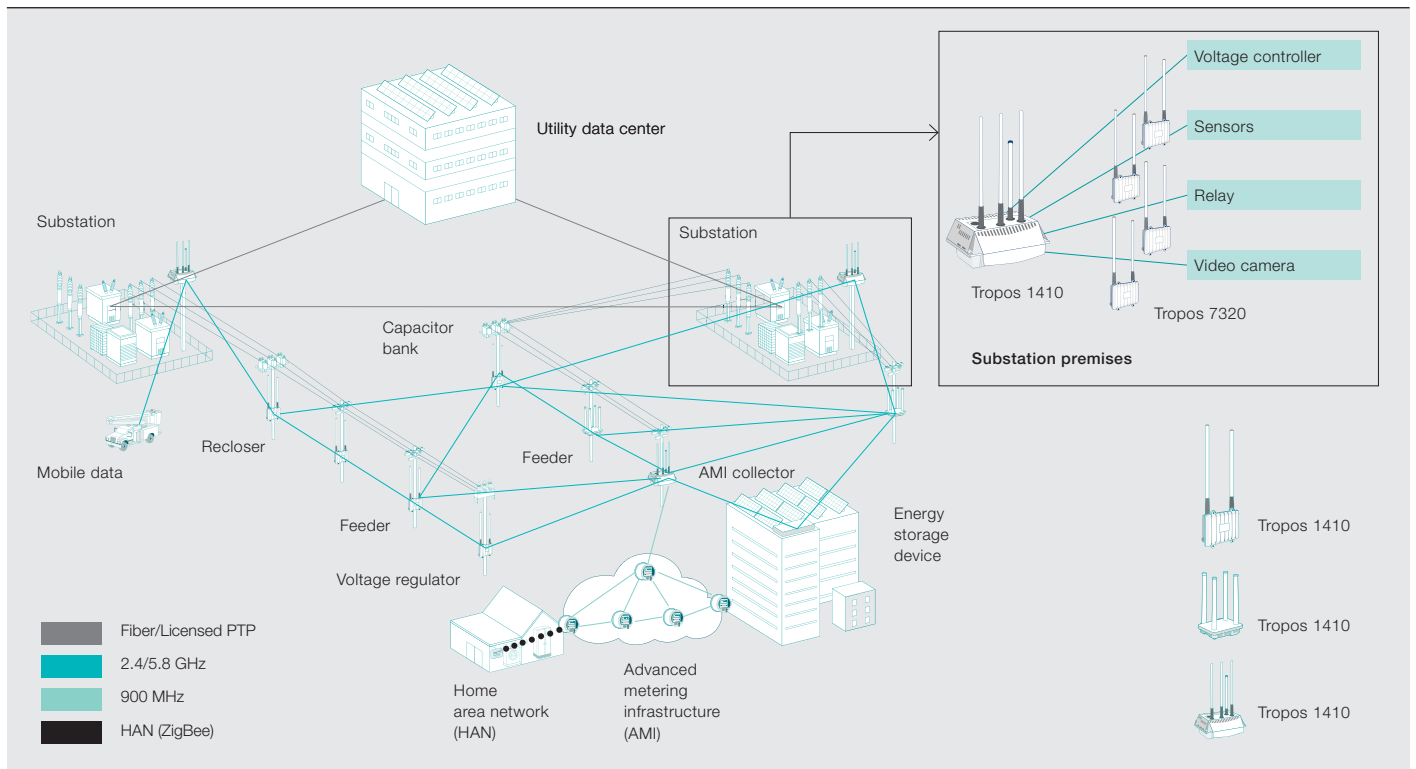 Utility data center
Substation
Substation
Capacitor
bank
Recloser
Mobile data
Feeder
AMI collector
Feeder
Voltage regulator
Energy
storage
device
Home
area network
(HAN)
Advanced
metering
infrastructure
(AMI)
Fiber/Licensed PTP
2.4/5.8 GHz
900 MHz
HAN (ZigBee)
Voltage controller
Sensors
Relay
Video camera
Tropos 1410
Tropos 7320
Substation premises
Tropos 1410
Tropos 1410
Tropos 1410